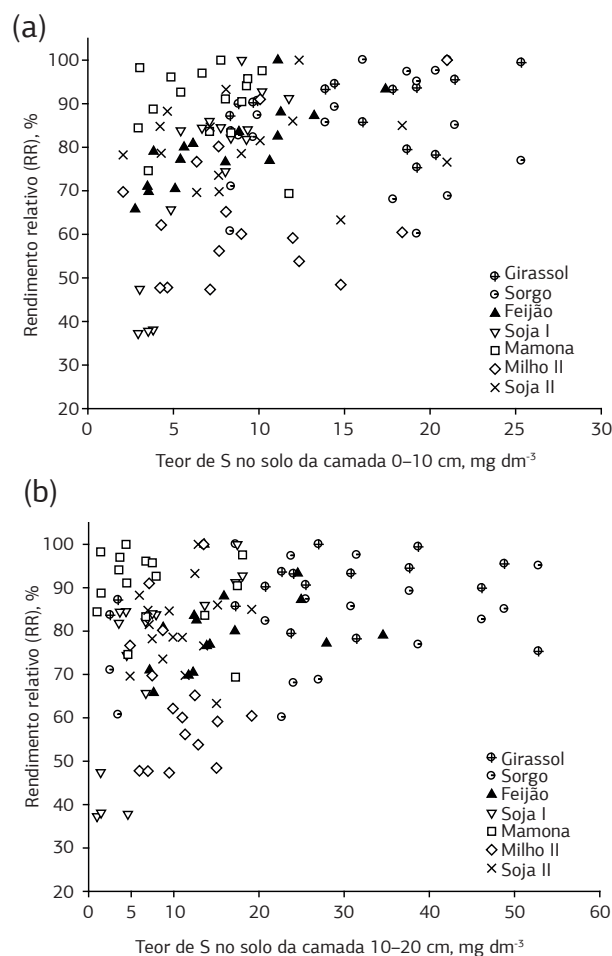 (a)
Rendimento relativo (RR), %
100
90
80
70
60
50
40
30
20
0 5 10 15 20 25 30
Girassol
Sorgo
Feijão
Soja I
Mamona
Milho II
Soja II
Teor de S no solo da camada 0–10 cm, mg dm⁻³
(b)
Rendimento relativo (RR), %
100
90
80
70
60
50
40
30
20
0 5 10 20 30 40 50 60
Girassol
Sorgo
Feijão
Soja I
Mamona
Milho II
Soja II
Teor de S no solo da camada 10–20 cm, mg dm⁻³